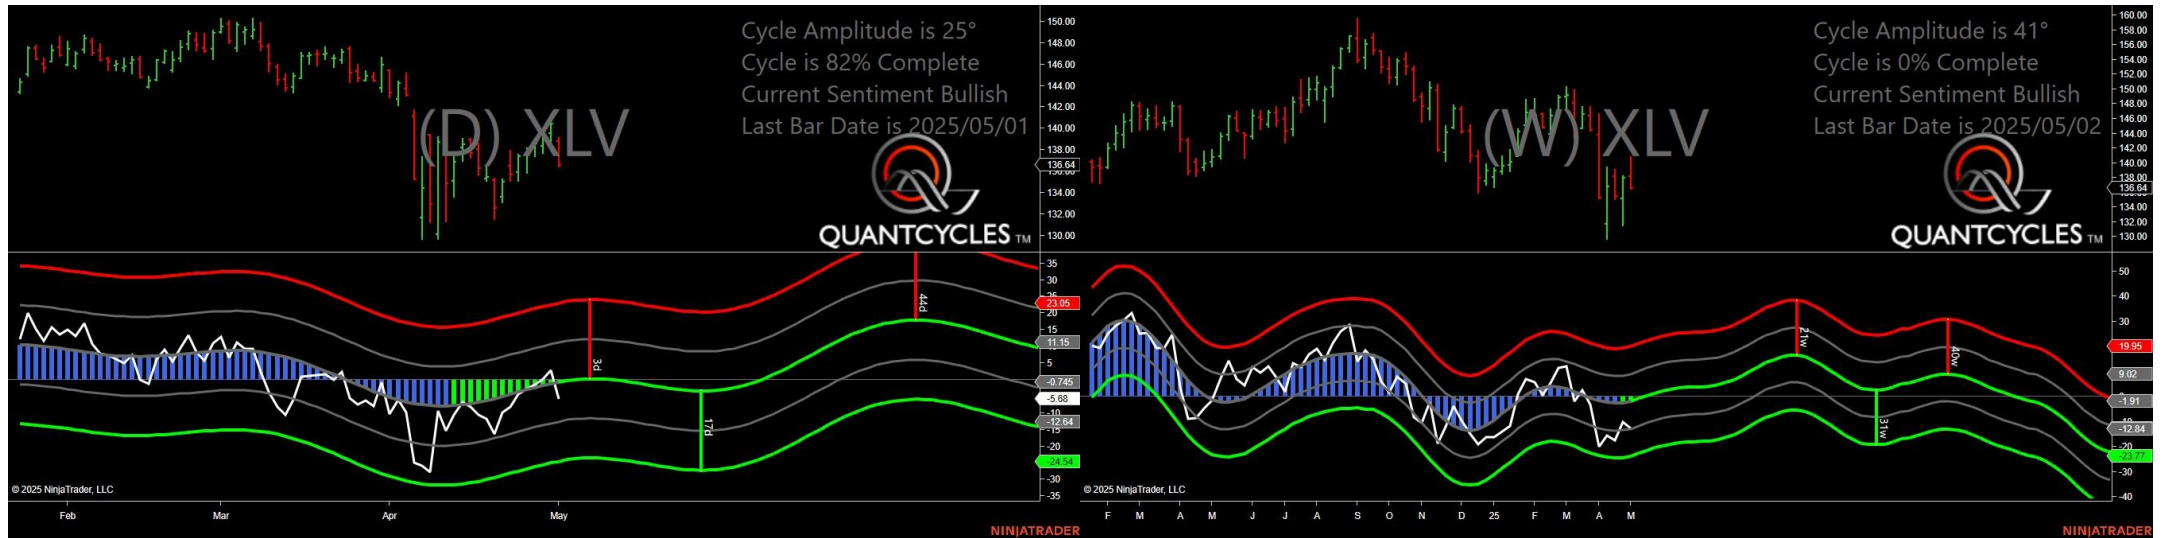 Cycle Amplitude is 25°
Cycle is 82% Complete
Current Sentiment Bullish
Last Bar Date is 2025/05/01
(D) XLV
QUANTCYCLES TM
150.00
148.00
146.00
144.00
142.00
140.00
138.00
136.64
134.00
132.00
130.00
35
30
23.05
20
15
11.15
5
-0.745
-5.68
-10
-12.64
-20
-24.54
-30
-35
3d
17d
44d
© 2025 NinjaTrader, LLC
Feb Mar Apr May
NINJATRADER
Cycle Amplitude is 41°
Cycle is 0% Complete
Current Sentiment Bullish
Last Bar Date is 2025/05/02
(W) XLV
QUANTCYCLES TM
160.00
158.00
156.00
154.00
152.00
150.00
148.00
146.00
144.00
142.00
140.00
138.00
136.64
134.00
132.00
130.00
50
40
30
19.95
9.02
-1.91
-12.84
-20
-23.77
-30
-40
21w
31w
40w
© 2025 NinjaTrader, LLC
F M A M J J A S O N D 25 F M A M
NINJATRADER